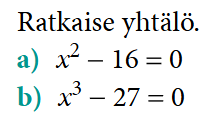 Ratkaise yhtälö.
a) x² – 16 = 0
b) x³ – 27 = 0